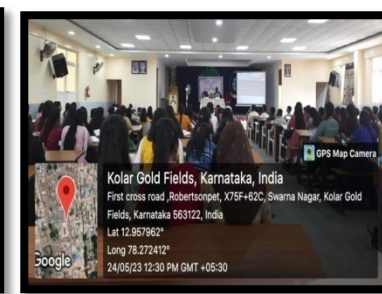 GPS Map Camera
Kolar Gold Fields, Karnataka, India
First cross road ,Robertsonpet, X75F+62C, Swarna Nagar, Kolar Gold
Fields, Karnataka 563122, India
Lat 12.957962°
Long 78.272412°
24/05/23 12:30 PM GMT +05:30
Google